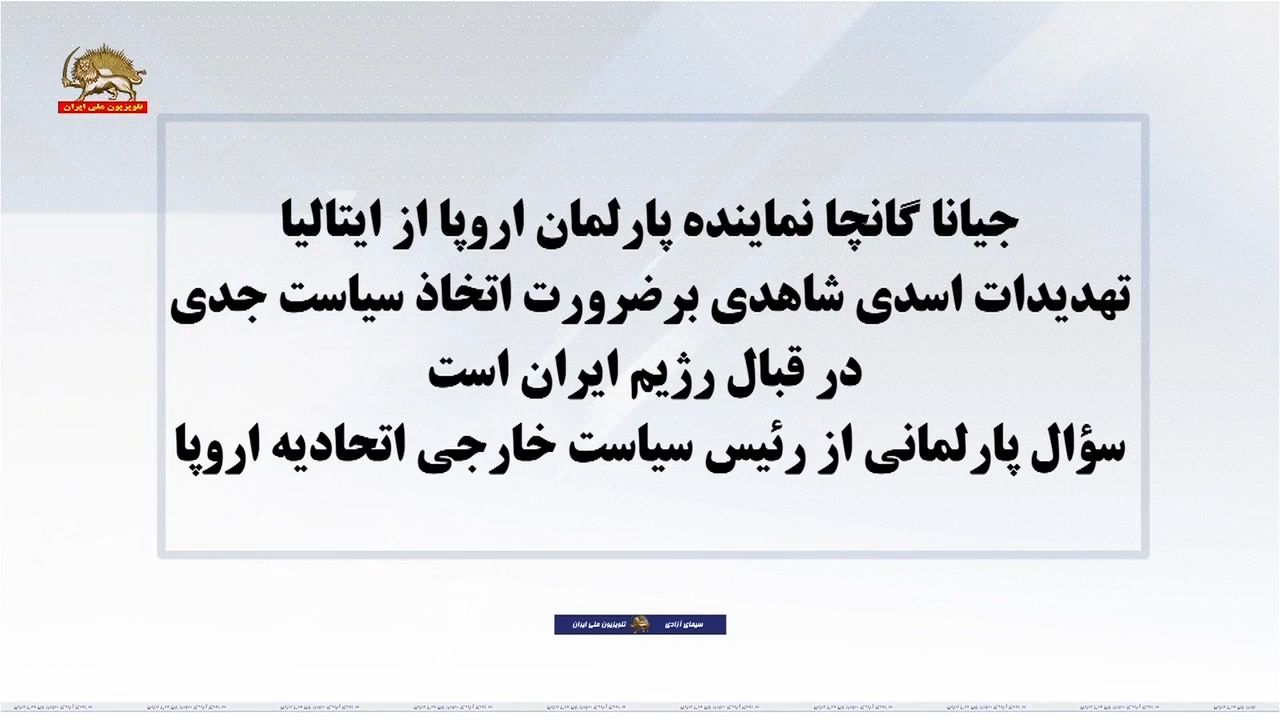 تلویزیون ملی ایران
جیانا گانچا نماینده پارلمان اروپا از ایتالیا
تهدیدات اسدی شاهدی برضرورت اتخاذ سیاست جدی
در قبال رژیم ایران است
سؤال پارلمانی از رئیس سیاست خارجی اتحادیه اروپا
سیمای آزادی تلویزیون ملی ایران